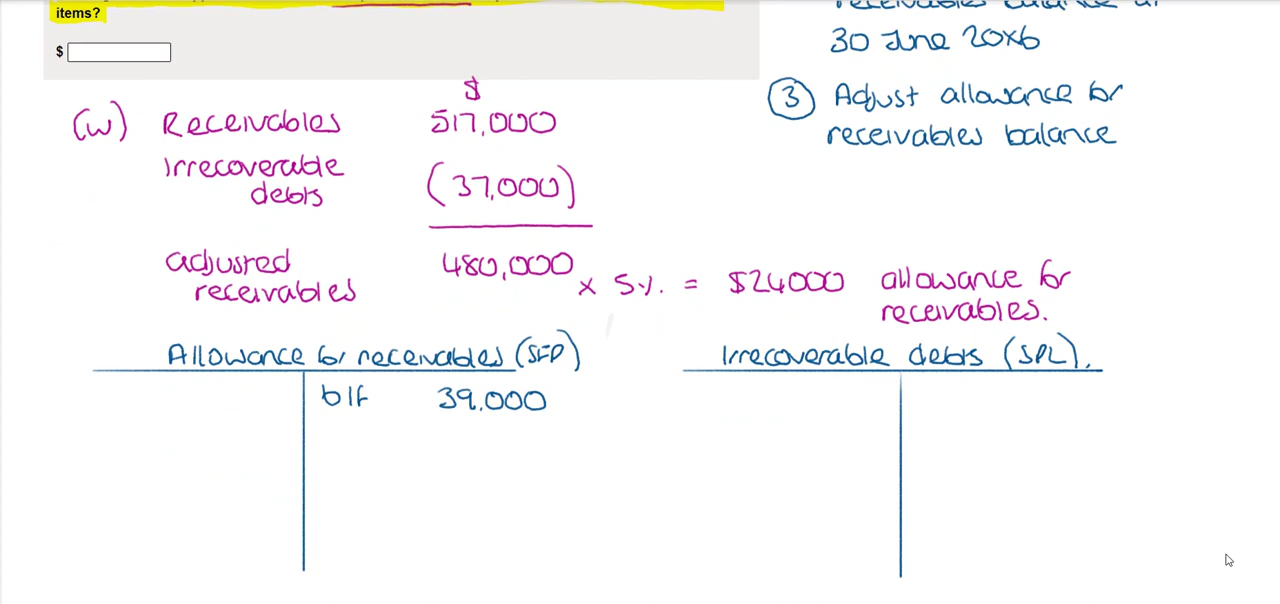 items?
$
30 June 20x6
③ Adjust allowance for
receivables balance
$
(W) Receivables 517,000
Irrecoverable
debts (37,000)
adjusted
receivables 480,000 x 5% = $24000 allowance for
receivables.
Allowance for receivables (SFP)
b/f 39,000
Irrecoverable debts (SPL).